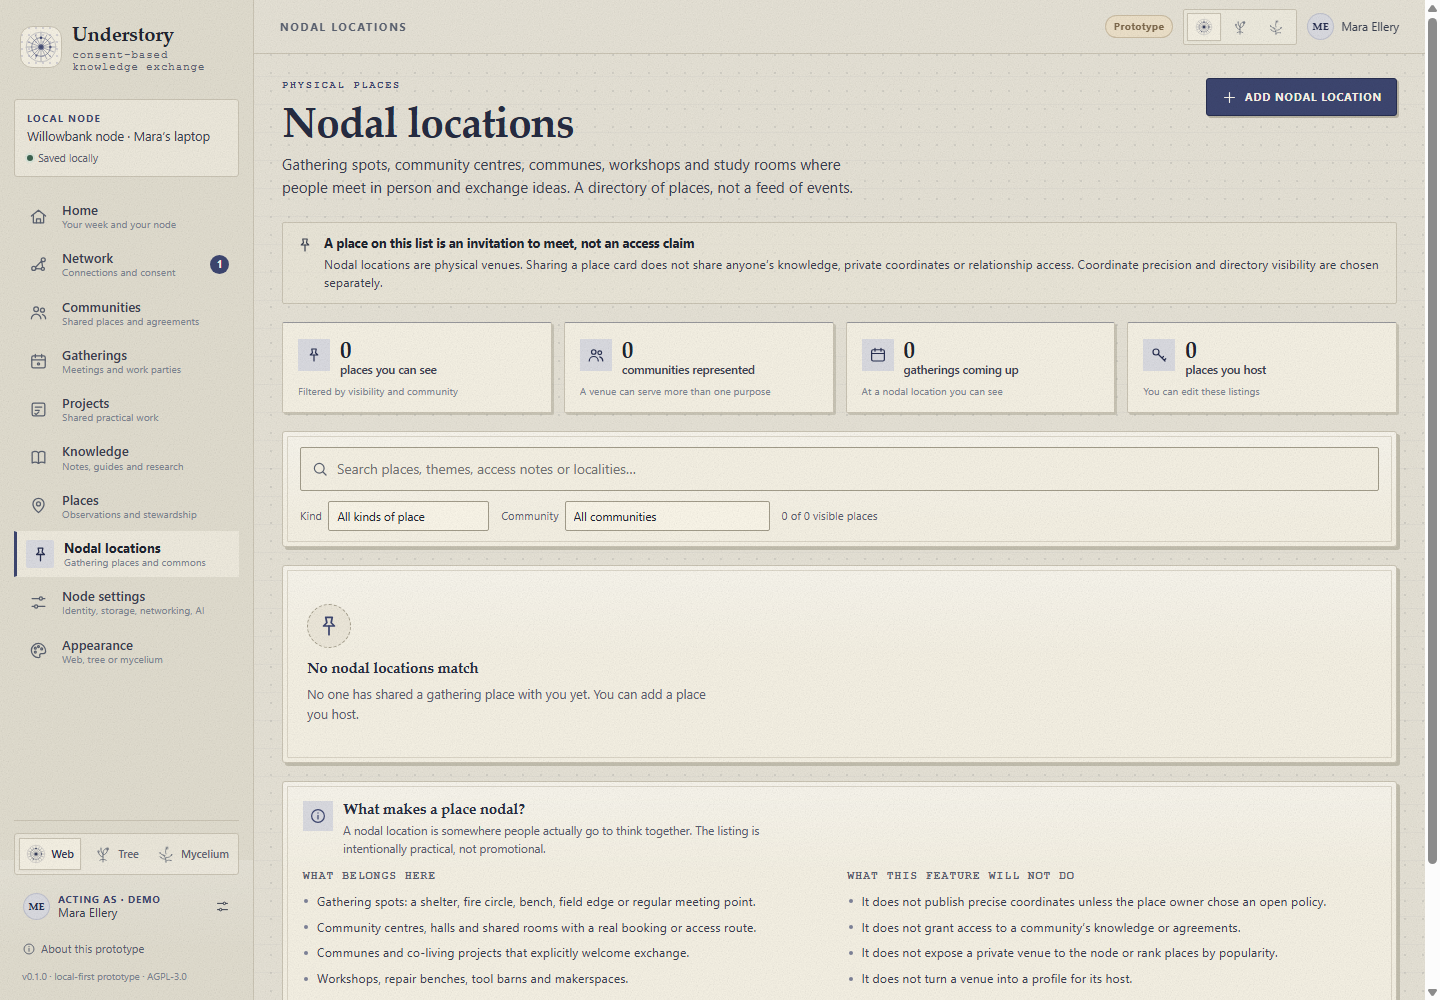 Understory
consent-based
knowledge exchange
LOCAL NODE
Willowbank node · Mara's laptop
Saved locally
Home
Your week and your node
Network
Connections and consent
1
Communities
Shared places and agreements
Gatherings
Meetings and work parties
Projects
Shared practical work
Knowledge
Notes, guides and research
Places
Observations and stewardship
Nodal locations
Gathering places and commons
Node settings
Identity, storage, networking, AI
Appearance
Web, tree or mycelium
Web Tree Mycelium
ME ACTING AS · DEMO
Mara Ellery
About this prototype
v0.1.0 · local-first prototype · AGPL-3.0
NODAL LOCATIONS
Prototype
ME Mara Ellery
PHYSICAL PLACES
Nodal locations
Gathering spots, community centres, communes, workshops and study rooms where
people meet in person and exchange ideas. A directory of places, not a feed of events.
ADD NODAL LOCATION
A place on this list is an invitation to meet, not an access claim
Nodal locations are physical venues. Sharing a place card does not share anyone's knowledge, private coordinates or relationship access. Coordinate precision and directory visibility are chosen
separately.
0
places you can see
Filtered by visibility and community
0
communities represented
A venue can serve more than one purpose
0
gatherings coming up
At a nodal location you can see
0
places you host
You can edit these listings
Search places, themes, access notes or localities...
Kind All kinds of place Community All communities 0 of 0 visible places
No nodal locations match
No one has shared a gathering place with you yet. You can add a place
you host.
What makes a place nodal?
A nodal location is somewhere people actually go to think together. The listing is
intentionally practical, not promotional.
WHAT BELONGS HERE
• Gathering spots: a shelter, fire circle, bench, field edge or regular meeting point.
• Community centres, halls and shared rooms with a real booking or access route.
• Communes and co-living projects that explicitly welcome exchange.
• Workshops, repair benches, tool barns and makerspaces.
WHAT THIS FEATURE WILL NOT DO
• It does not publish precise coordinates unless the place owner chose an open policy.
• It does not grant access to a community's knowledge or agreements.
• It does not expose a private venue to the node or rank places by popularity.
• It does not turn a venue into a profile for its host.